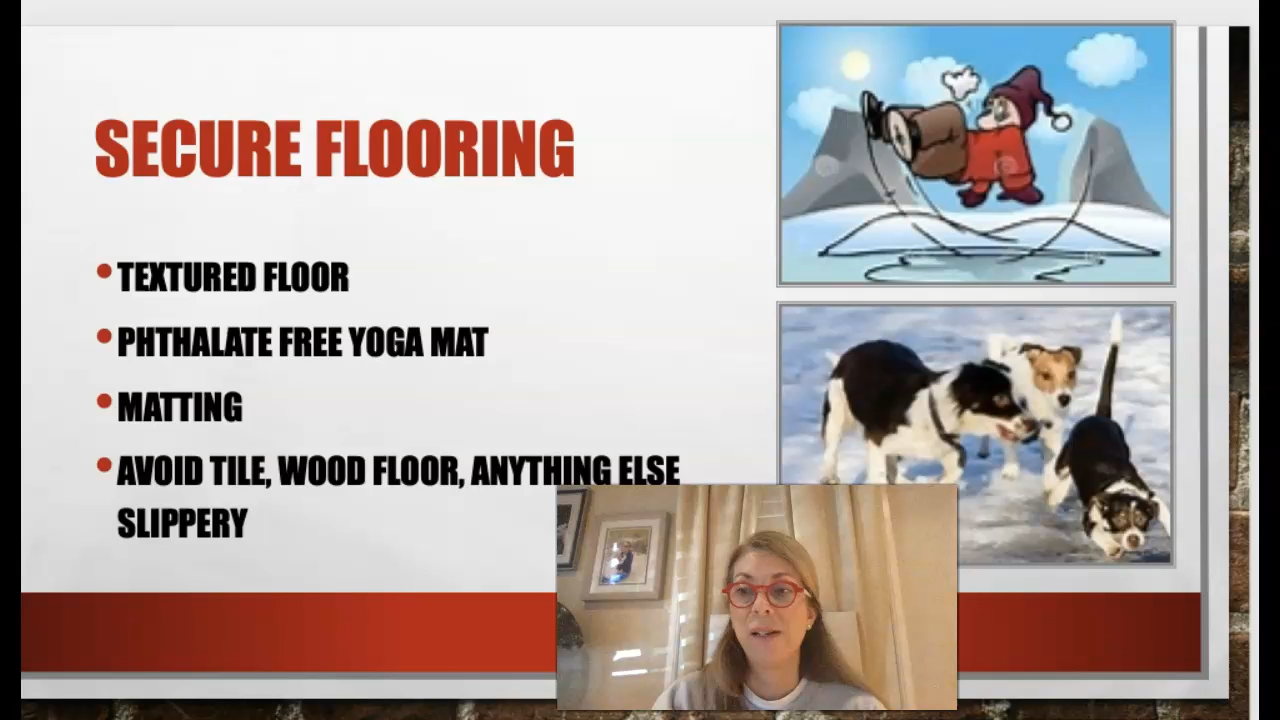 SECURE FLOORING
• TEXTURED FLOOR
• PHTHALATE FREE YOGA MAT
• MATTING
• AVOID TILE, WOOD FLOOR, ANYTHING ELSE
SLIPPERY